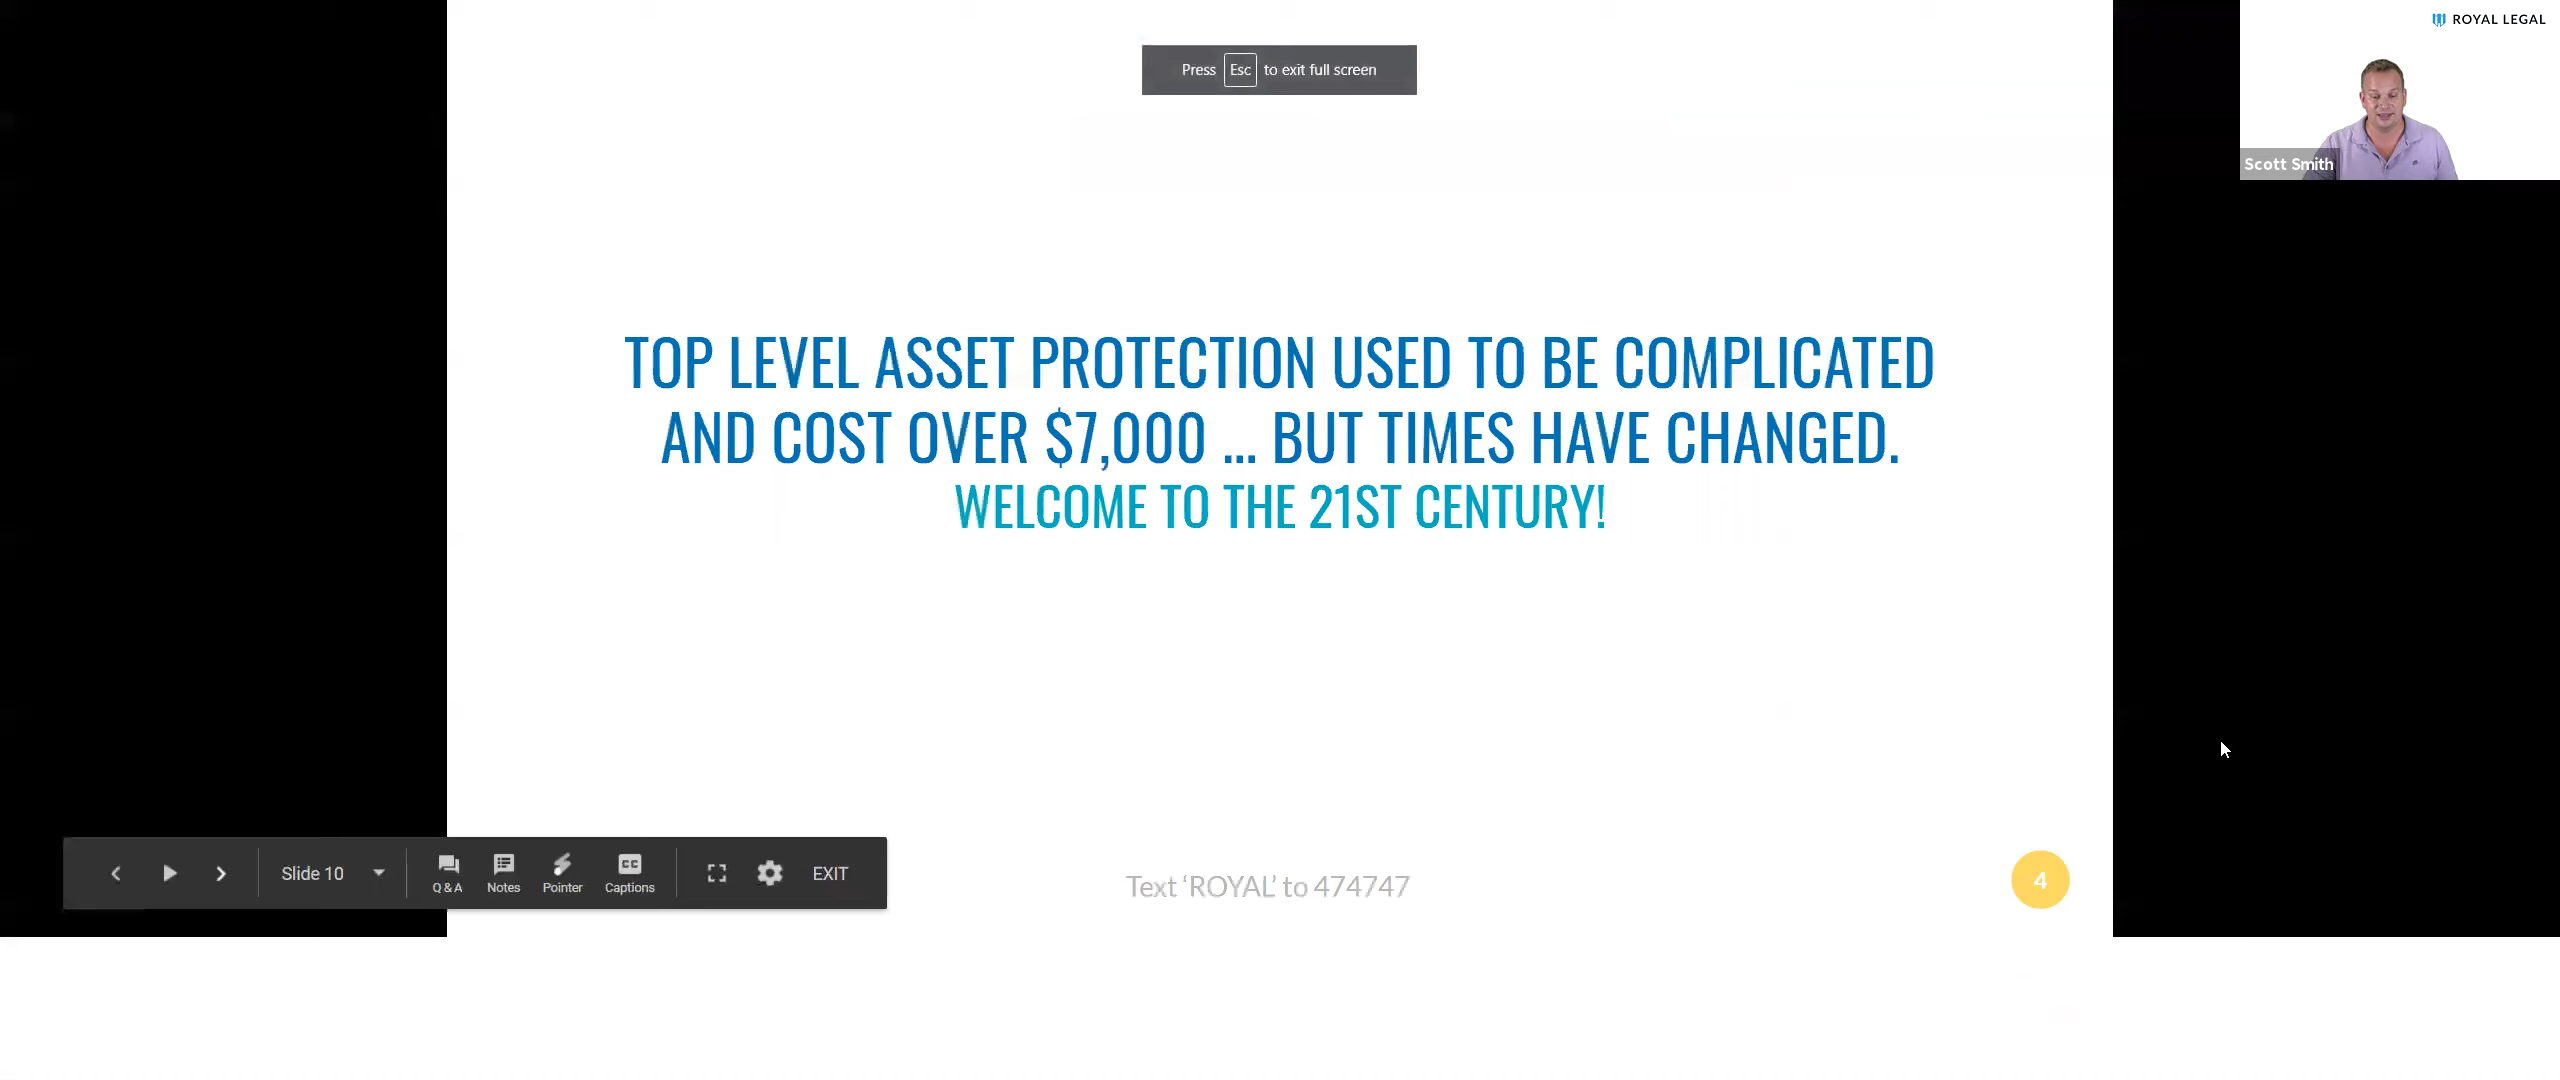 ROYAL LEGAL
Press Esc to exit full screen
Scott Smith
TOP LEVEL ASSET PROTECTION USED TO BE COMPLICATED
AND COST OVER $7,000 ... BUT TIMES HAVE CHANGED.
WELCOME TO THE 21ST CENTURY!
Slide 10
Q & A
Notes
Pointer
CC
Captions
EXIT
Text ‘ROYAL’ to 474747
4